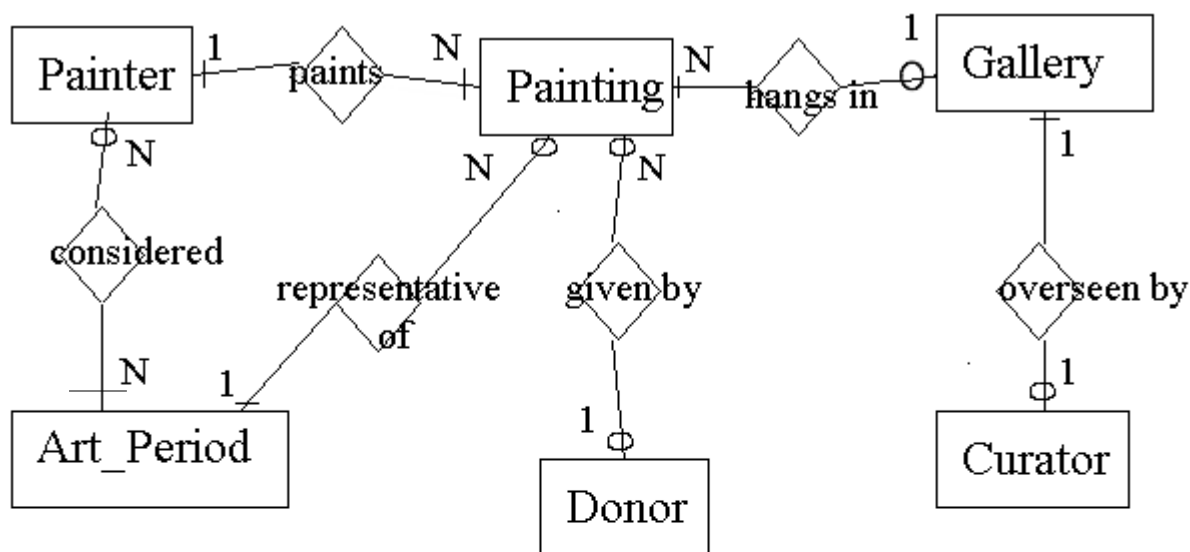 1
N
N
1
Painter
paints
Painting
hangs in
Gallery
N
N
N
1
considered
representative
of
given by
overseen by
N
1
1
1
Art_Period
Donor
Curator